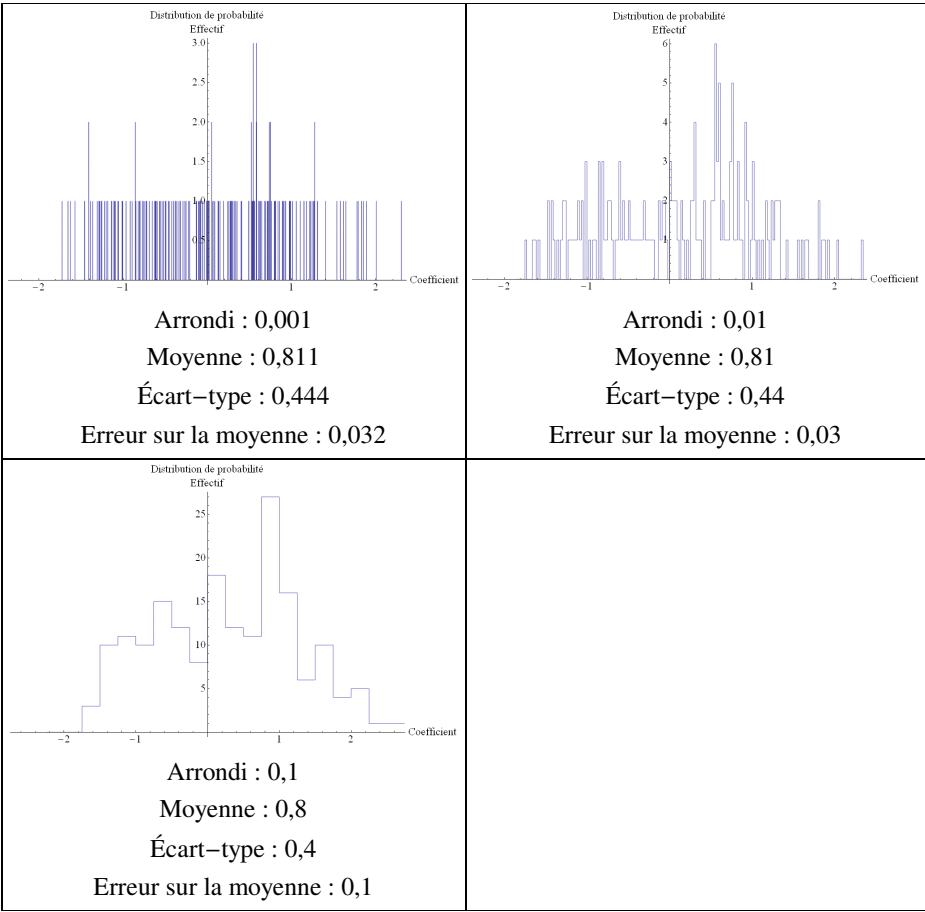 Distribution de probabilité
Effectif
3.0
2.5
2.0
1.5
1.0
0.5
−2 −1 1 2 Coefficient
Arrondi : 0,001
Moyenne : 0,811
Écart−type : 0,444
Erreur sur la moyenne : 0,032
Distribution de probabilité
Effectif
6
5
4
3
2
1
−2 −1 1 2 Coefficient
Arrondi : 0,01
Moyenne : 0,81
Écart−type : 0,44
Erreur sur la moyenne : 0,03
Distribution de probabilité
Effectif
25
20
15
10
5
−2 −1 1 2 Coefficient
Arrondi : 0,1
Moyenne : 0,8
Écart−type : 0,4
Erreur sur la moyenne : 0,1